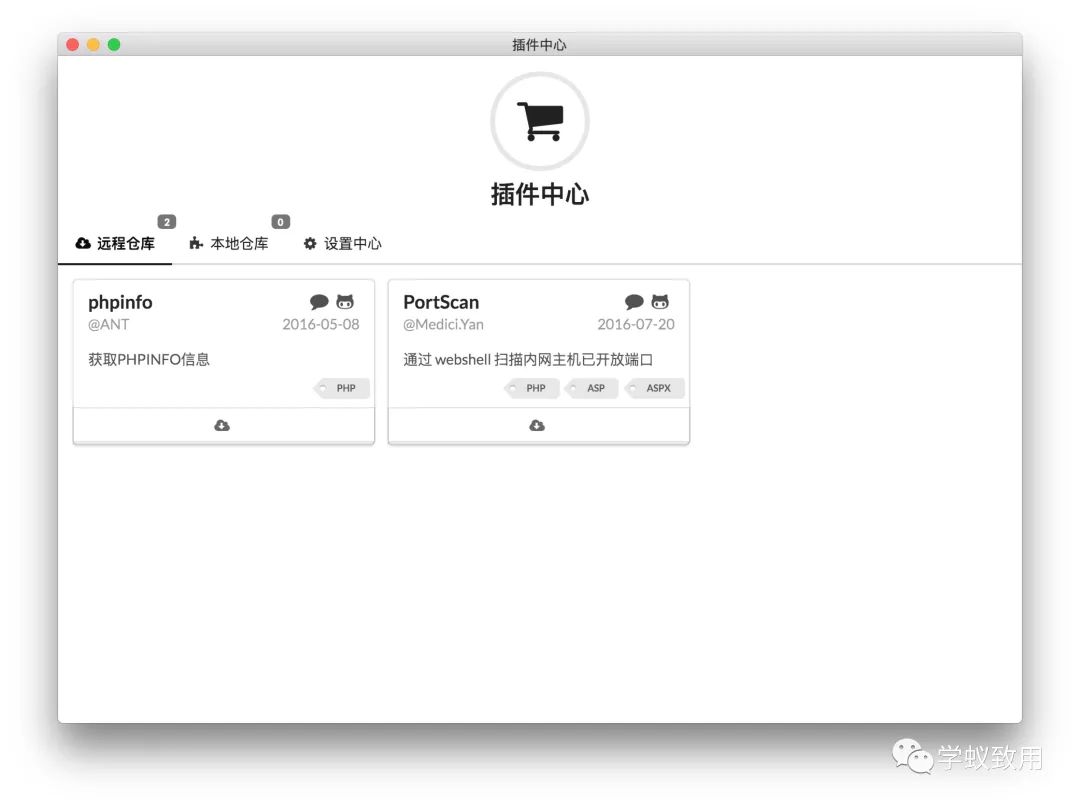 插件中心
插件中心
2 0
远程仓库 本地仓库 设置中心
phpinfo
@ANT 2016-05-08
获取PHPINFO信息
PHP
PortScan
@Medici.Yan 2016-07-20
通过 webshell 扫描内网主机已开放端口
PHP ASP ASPX
学蚁致用